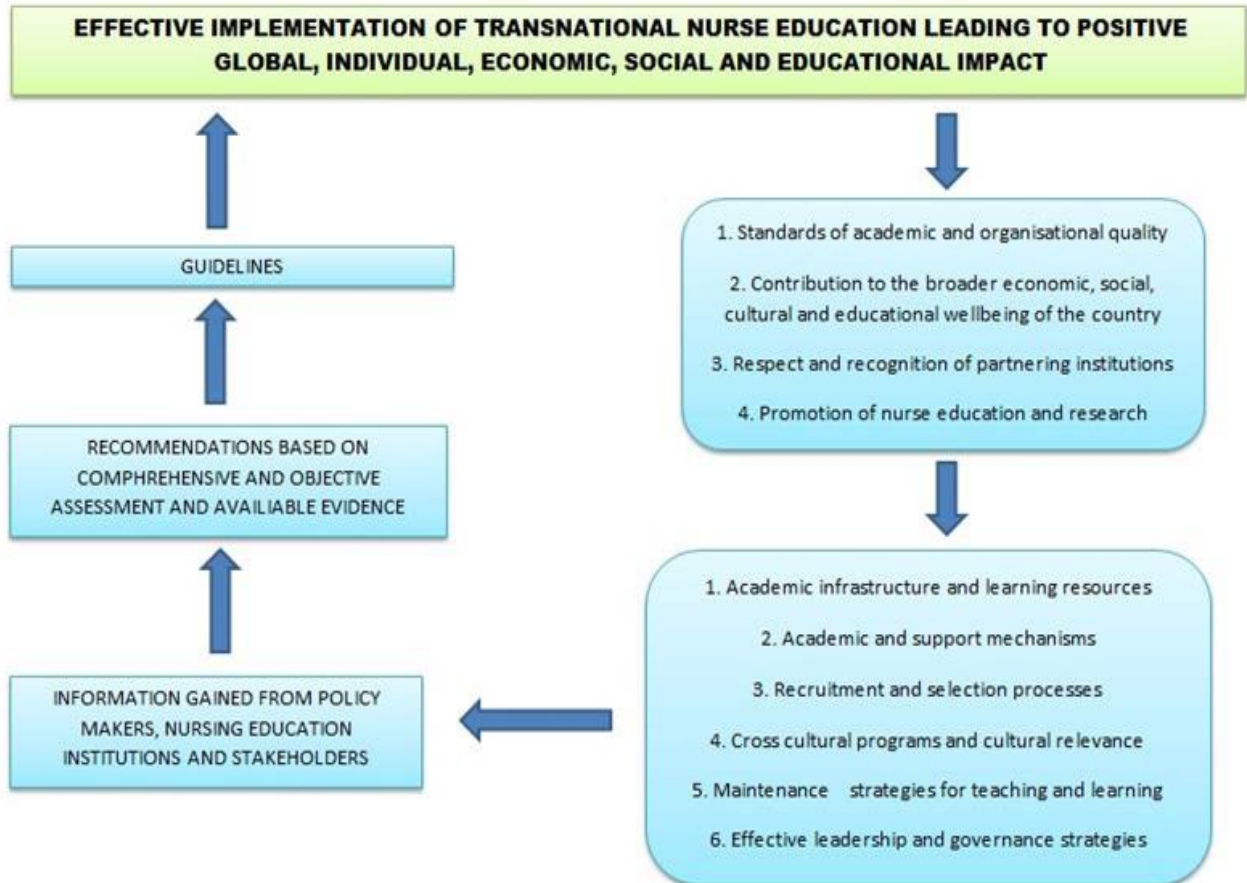 EFFECTIVE IMPLEMENTATION OF TRANSNATIONAL NURSE EDUCATION LEADING TO POSITIVE
GLOBAL, INDIVIDUAL, ECONOMIC, SOCIAL AND EDUCATIONAL IMPACT
GUIDELINES
RECOMMENDATIONS BASED ON
COMPHREHENSIVE AND OBJECTIVE
ASSESSMENT AND AVAILIABLE EVIDENCE
INFORMATION GAINED FROM POLICY
MAKERS, NURSING EDUCATION
INSTITUTIONS AND STAKEHOLDERS
1. Standards of academic and organisational quality
2. Contribution to the broader economic, social,
cultural and educational wellbeing of the country
3. Respect and recognition of partnering institutions
4. Promotion of nurse education and research
1. Academic infrastructure and learning resources
2. Academic and support mechanisms
3. Recruitment and selection processes
4. Cross cultural programs and cultural relevance
5. Maintenance strategies for teaching and learning
6. Effective leadership and governance strategies